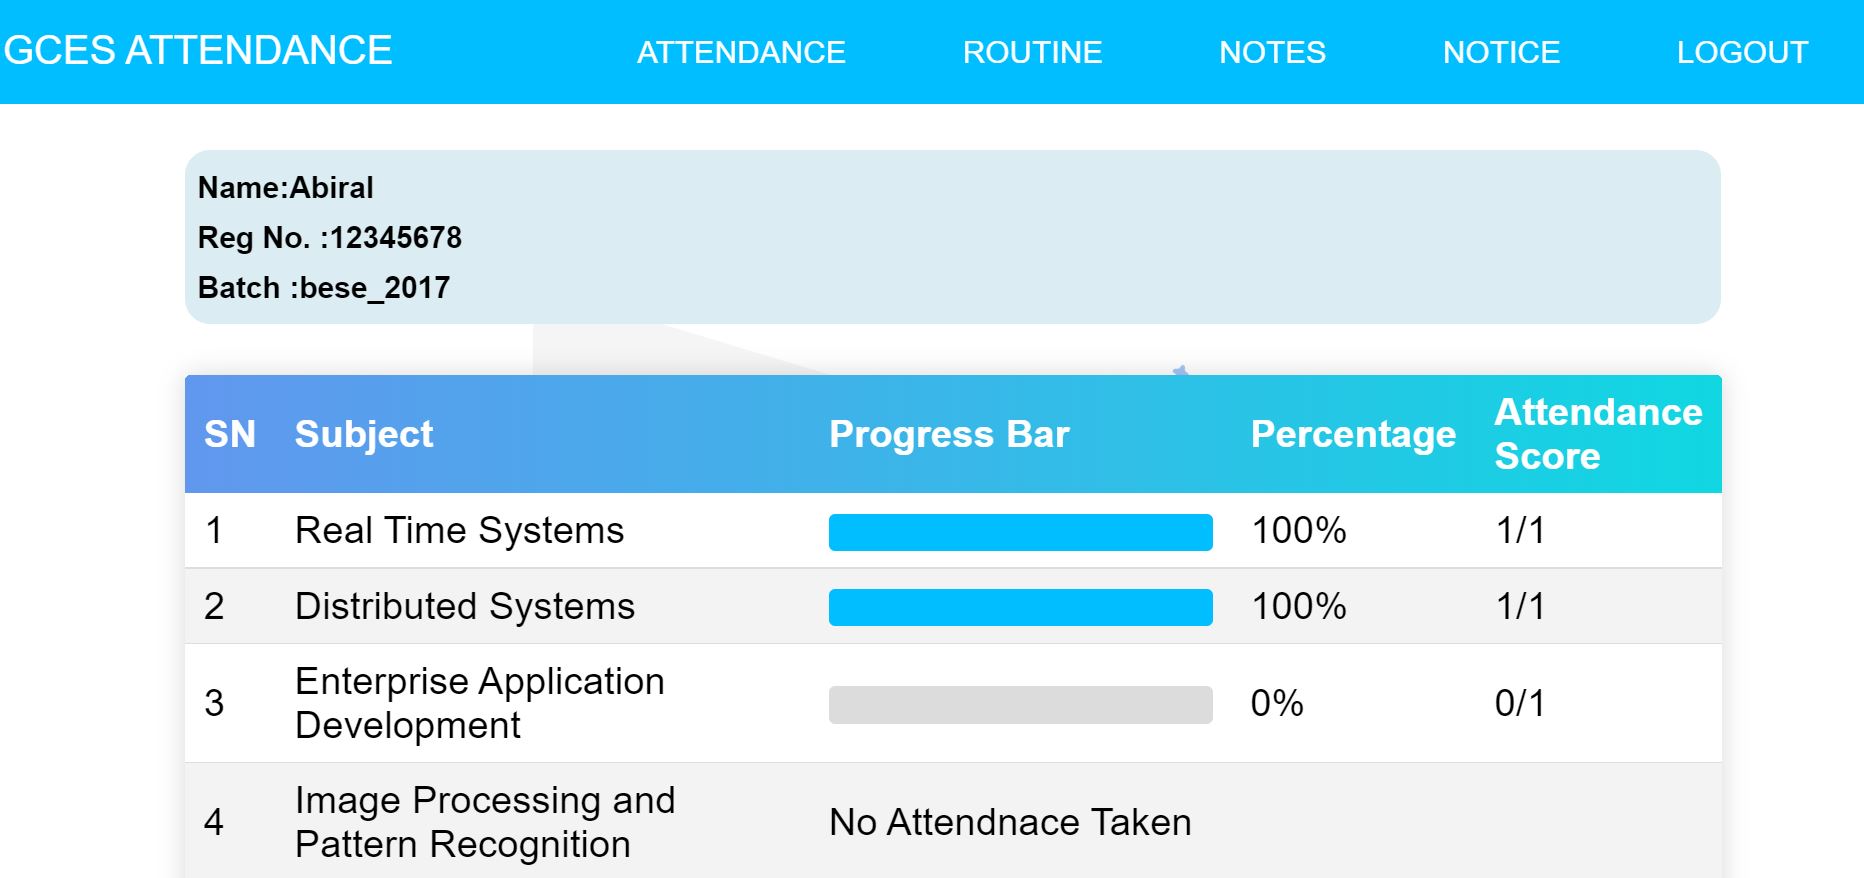 GCES ATTENDANCE ATTENDANCE ROUTINE NOTES NOTICE LOGOUT
Name:Abiral
Reg No. :12345678
Batch :bese_2017
SN Subject Progress Bar Percentage Attendance Score
1 Real Time Systems 100% 1/1
2 Distributed Systems 100% 1/1
3 Enterprise Application Development 0% 0/1
4 Image Processing and Pattern Recognition No Attendnace Taken